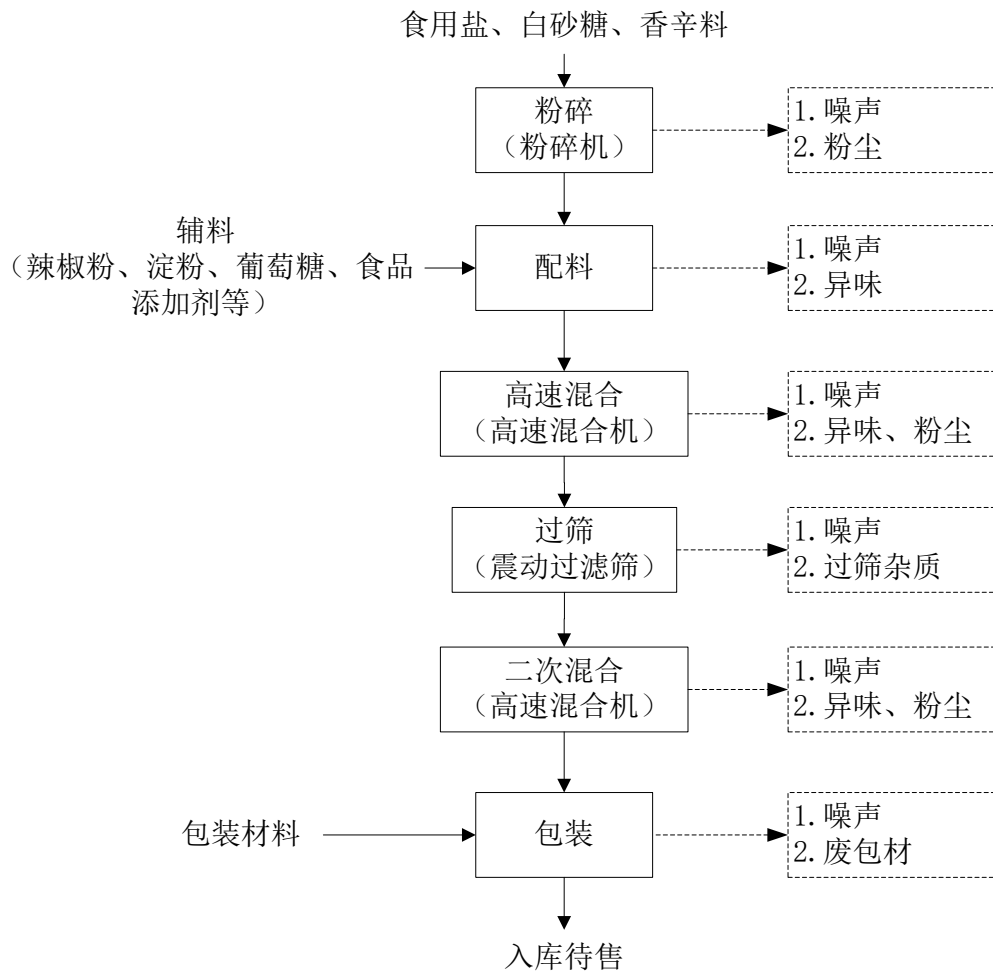 食用盐、白砂糖、香辛料
粉碎
（粉碎机）
1.噪声
2.粉尘
辅料
（辣椒粉、淀粉、葡萄糖、食品
添加剂等）
配料
1.噪声
2.异味
高速混合
（高速混合机）
1.噪声
2.异味、粉尘
过筛
（震动过滤筛）
1.噪声
2.过筛杂质
二次混合
（高速混合机）
1.噪声
2.异味、粉尘
包装材料
包装
1.噪声
2.废包材
入库待售